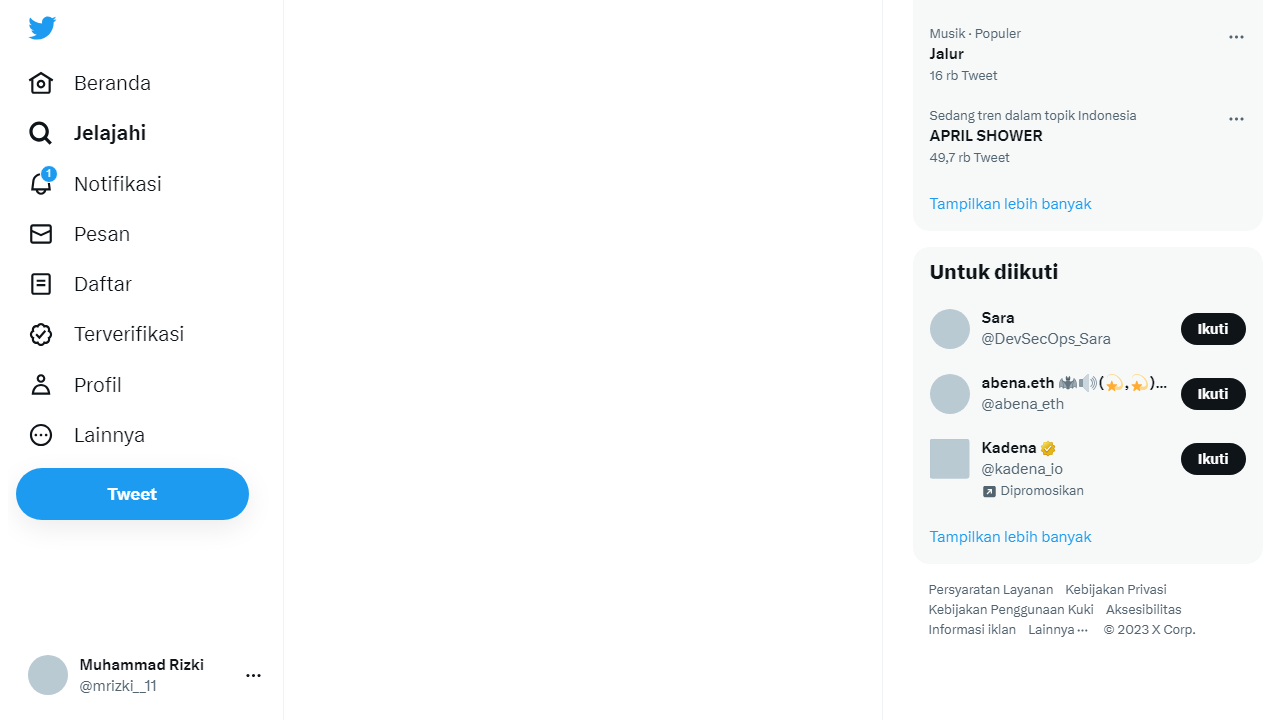 Beranda
Jelajahi
1
Notifikasi
Pesan
Daftar
Terverifikasi
Profil
Lainnya
Tweet
Muhammad Rizki
@mrizki__11
Musik · Populer
Jalur
16 rb Tweet
Sedang tren dalam topik Indonesia
APRIL SHOWER
49,7 rb Tweet
Tampilkan lebih banyak
Untuk diikuti
Sara
@DevSecOps_Sara
Ikuti
abena.eth 🦇🔊(💫,💫)...
@abena_eth
Ikuti
Kadena
@kadena_io
Dipromosikan
Ikuti
Tampilkan lebih banyak
Persyaratan Layanan Kebijakan Privasi
Kebijakan Penggunaan Kuki Aksesibilitas
Informasi iklan Lainnya ··· © 2023 X Corp.